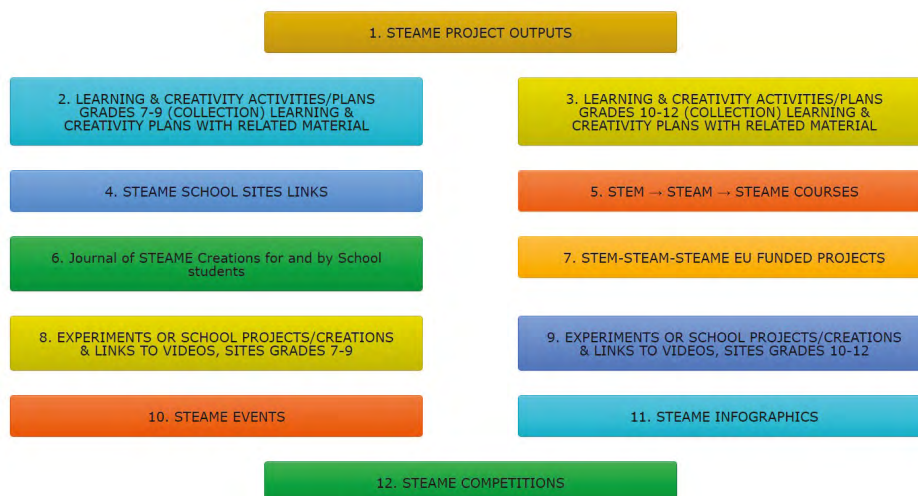 1. STEAME PROJECT OUTPUTS
2. LEARNING & CREATIVITY ACTIVITIES/PLANS
GRADES 7-9 (COLLECTION) LEARNING &
CREATIVITY PLANS WITH RELATED MATERIAL
3. LEARNING & CREATIVITY ACTIVITIES/PLANS
GRADES 10-12 (COLLECTION) LEARNING &
CREATIVITY PLANS WITH RELATED MATERIAL
4. STEAME SCHOOL SITES LINKS
5. STEM → STEAM → STEAME COURSES
6. Journal of STEAME Creations for and by School
students
7. STEM-STEAM-STEAME EU FUNDED PROJECTS
8. EXPERIMENTS OR SCHOOL PROJECTS/CREATIONS
& LINKS TO VIDEOS, SITES GRADES 7-9
9. EXPERIMENTS OR SCHOOL PROJECTS/CREATIONS
& LINKS TO VIDEOS, SITES GRADES 10-12
10. STEAME EVENTS
11. STEAME INFOGRAPHICS
12. STEAME COMPETITIONS